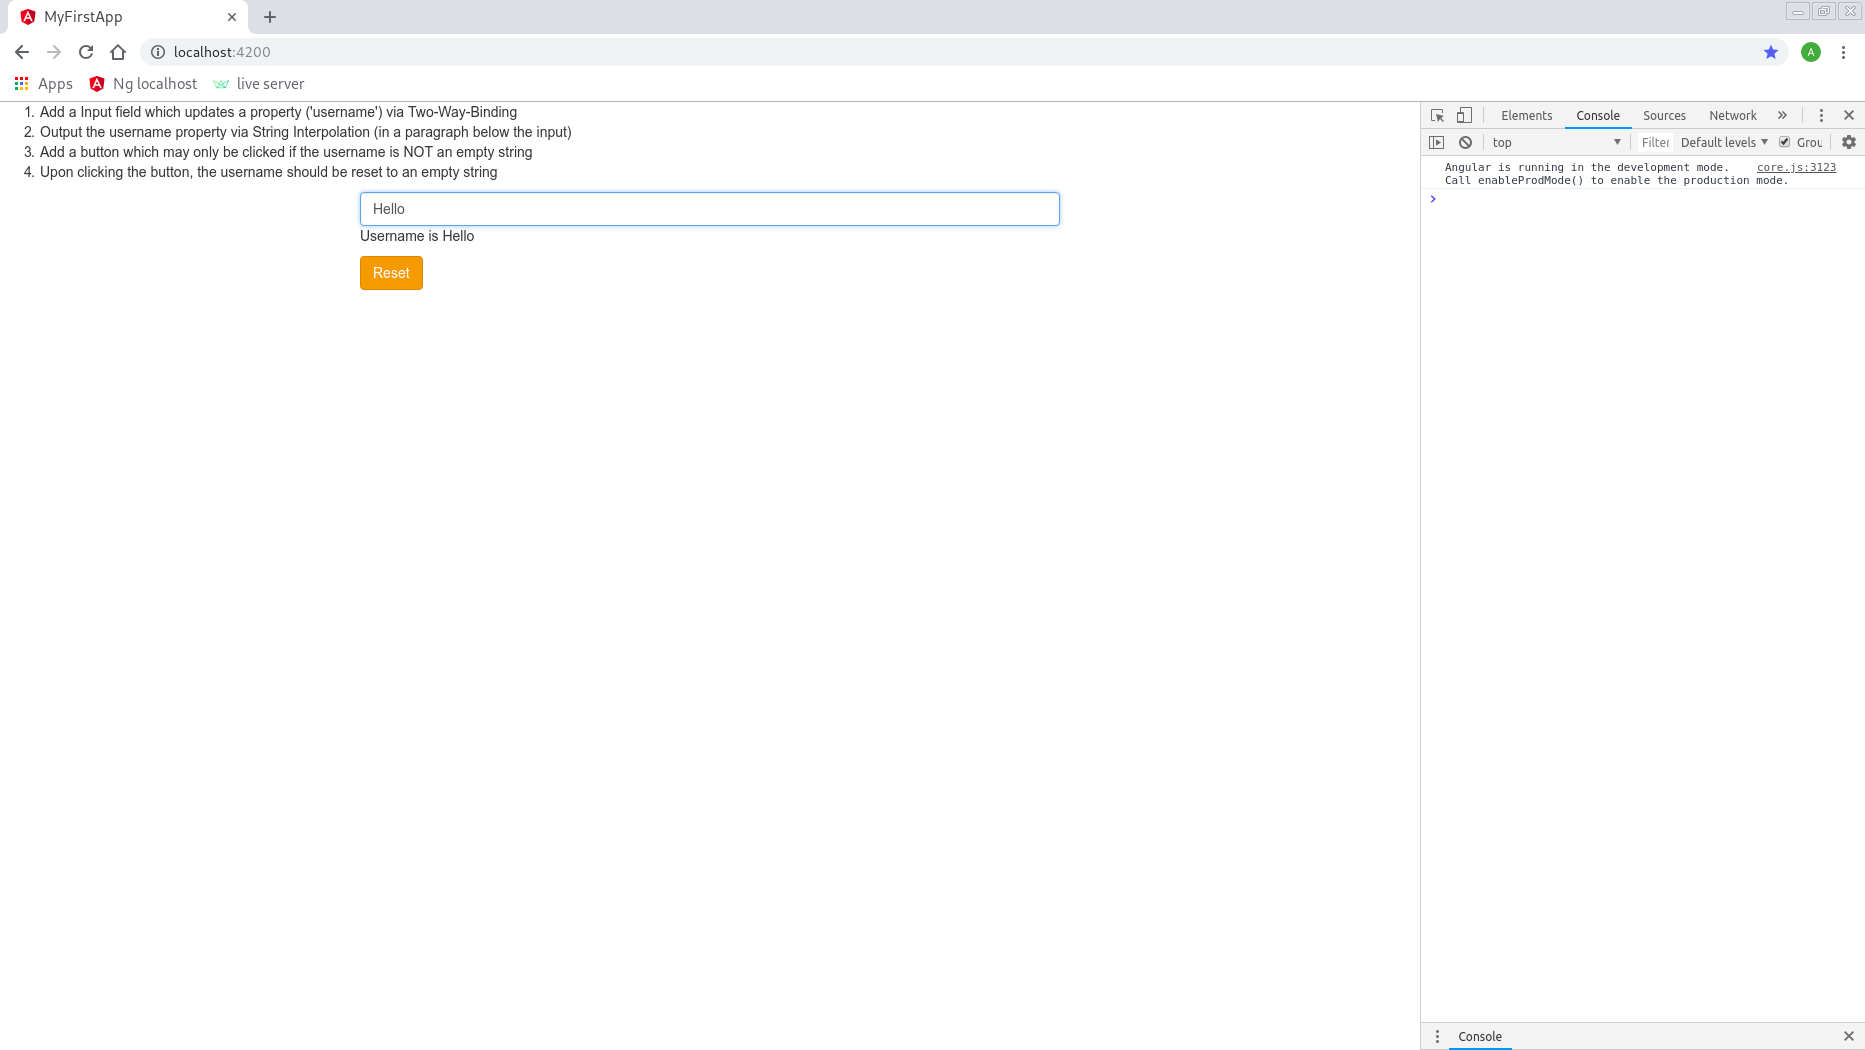 MyFirstApp
localhost:4200
A
Apps
Ng localhost
live server
1. Add a Input field which updates a property ('username') via Two-Way-Binding
2. Output the username property via String Interpolation (in a paragraph below the input)
3. Add a button which may only be clicked if the username is NOT an empty string
4. Upon clicking the button, the username should be reset to an empty string
Hello
Username is Hello
Reset
Elements Console Sources Network »
top Filter Default levels Grou
Angular is running in the development mode. core.js:3123
Call enableProdMode() to enable the production mode.
Console